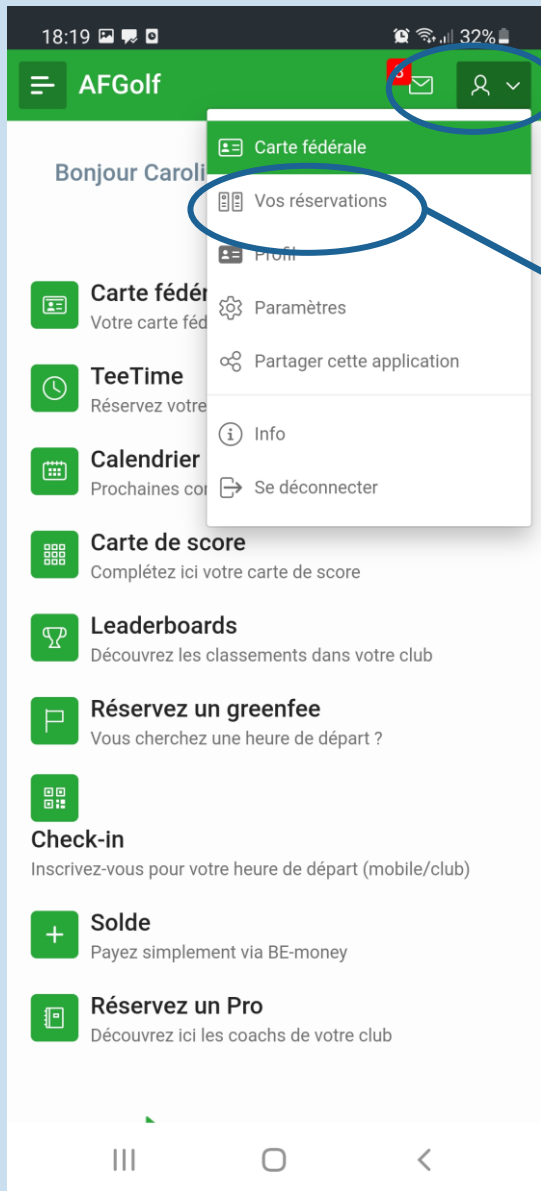 18:19 32%
AFGolf 3
Carte fédérale
Bonjour Caroli
Vos réservations
Profil
Carte fédér
Votre carte féd
Paramètres
TeeTime
Réservez votre
Partager cette application
Info
Calendrier
Prochaines con
Se déconnecter
Carte de score
Complétez ici votre carte de score
Leaderboards
Découvrez les classements dans votre club
Réservez un greenfee
Vous cherchez une heure de départ ?
Check-in
Inscrivez-vous pour votre heure de départ (mobile/club)
Solde
Payez simplement via BE-money
Réservez un Pro
Découvrez ici les coachs de votre club